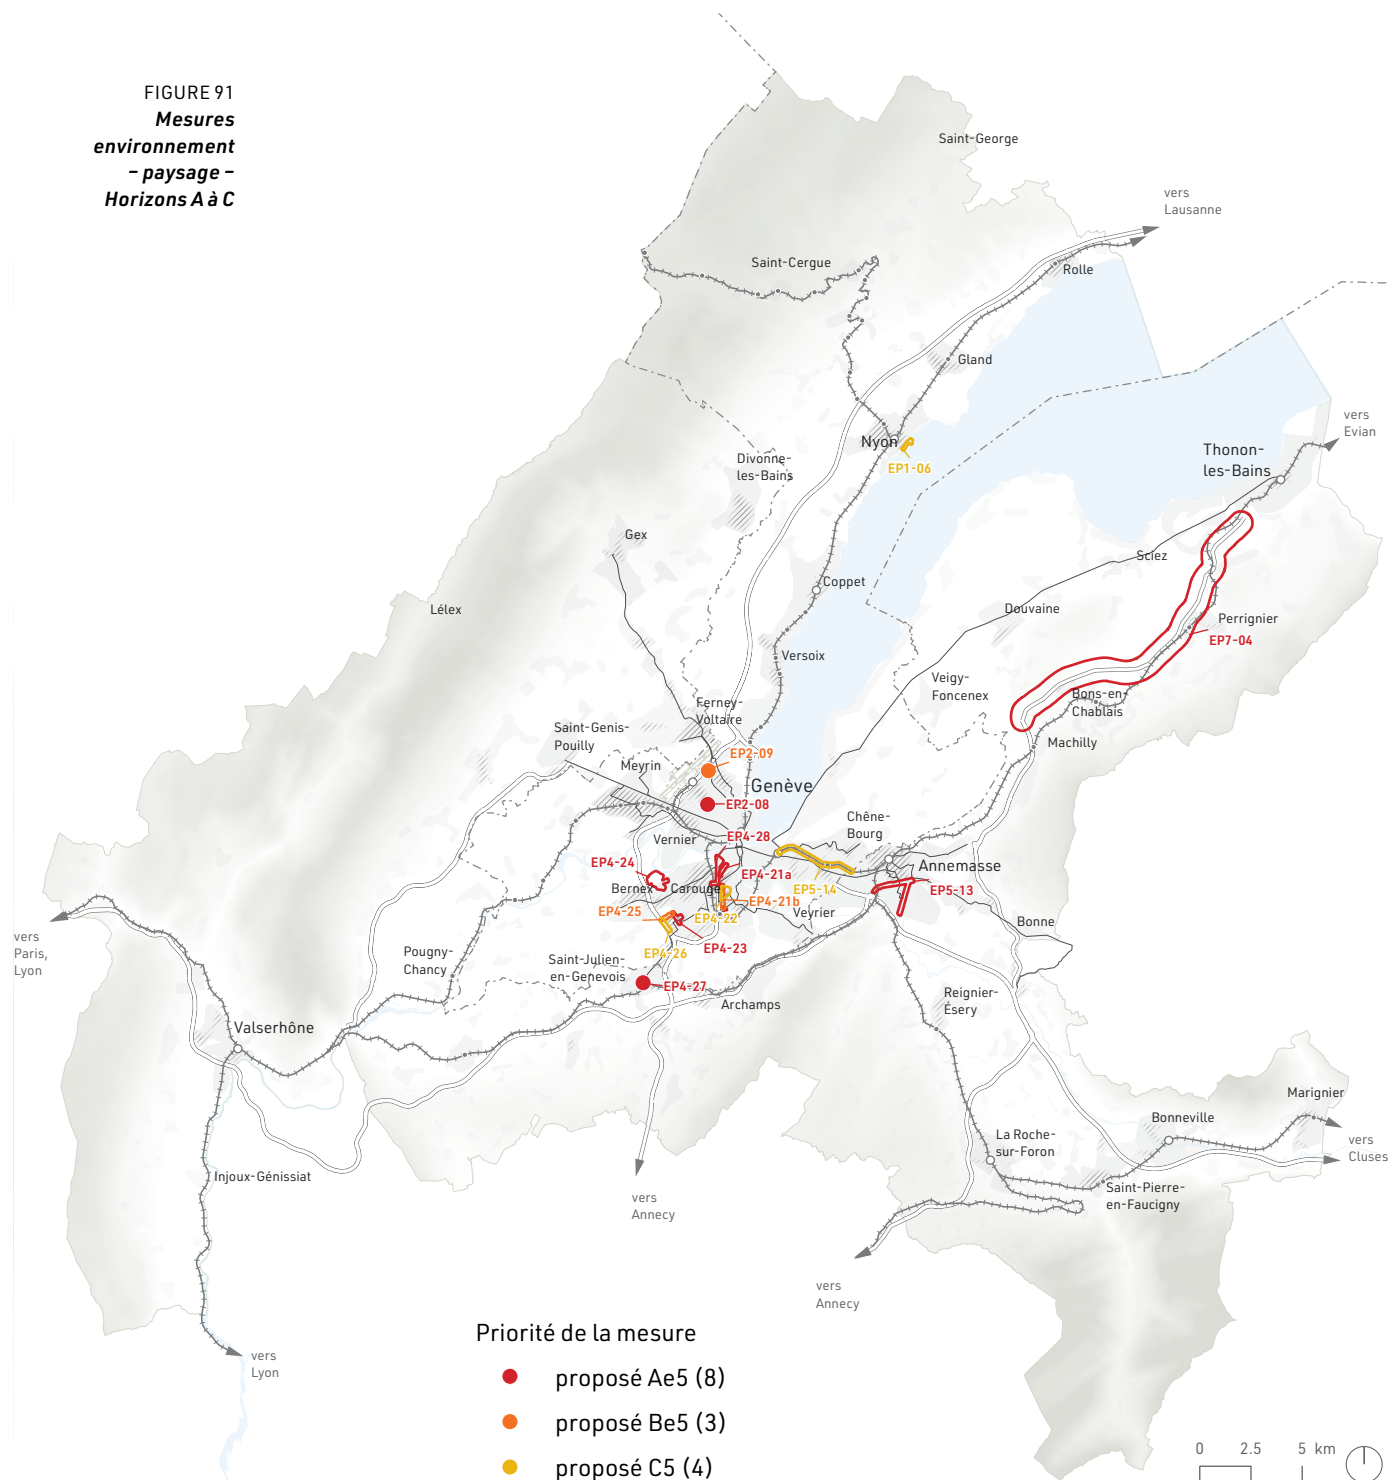 FIGURE 91
Mesures
environnement
– paysage –
Horizons A à C
Saint-George
vers
Lausanne
Saint-Cergue
Rolle
Gland
Nyon
EP1-06
vers
Evian
Thonon-
les-Bains
Divonne-
les-Bains
Gex
Sciez
Coppet
Lélex
Douvaine
Perrignier
EP7-04
Versoix
Veigy-
Foncenex
Bons-en-
Chablais
Ferney-
Voltaire
Saint-Genis-
Pouilly
Machilly
EP2-09
Meyrin
Genève
EP2-08
Chêne-
Bourg
EP4-28
Vernier
EP4-24
Annemasse
EP4-21a
EP5-14
EP5-13
Bernex
Carouge
EP4-21b
EP4-25
EP4-22
Veyrier
Bonne
vers
Paris,
Lyon
EP4-23
EP4-26
Pougny-
Chancy
Saint-Julien-
en-Genevois
EP4-27
Archamps
Reignier-
Ésery
Valserhône
Marignier
Bonneville
La Roche-
sur-Foron
vers
Cluses
Injoux-Génissiat
Saint-Pierre-
en-Faucigny
vers
Annecy
vers
Annecy
vers
Lyon
Priorité de la mesure
proposé Ae5 (8)
proposé Be5 (3)
proposé C5 (4)
0 2.5 5 km